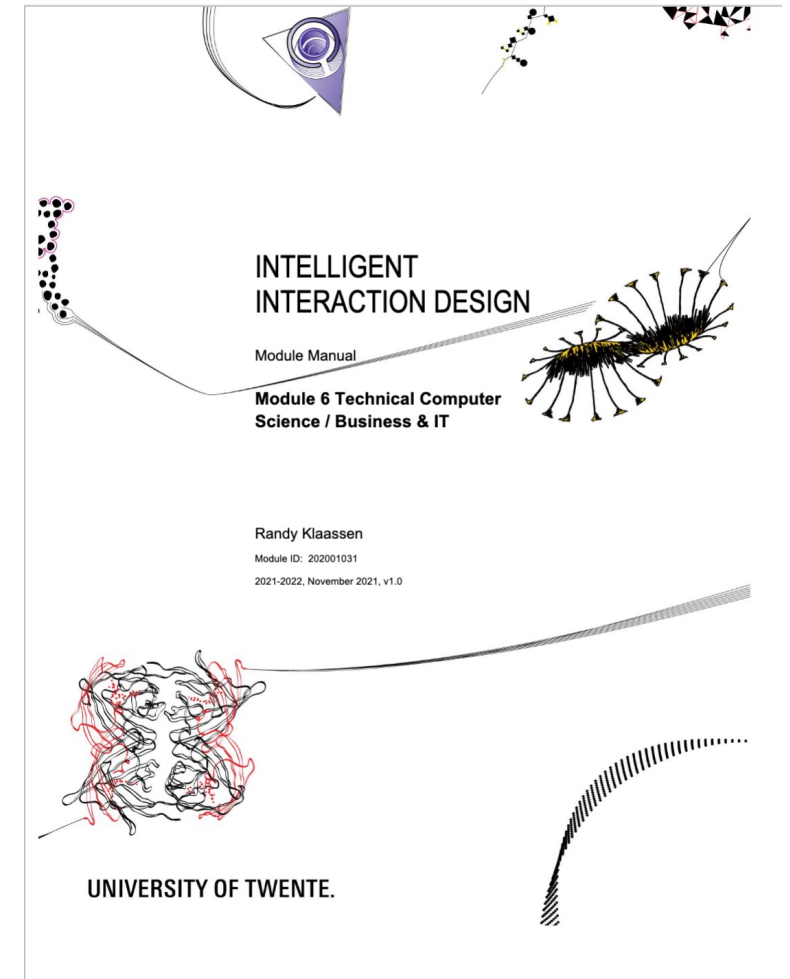 INTELLIGENT
INTERACTION DESIGN
Module Manual
Module 6 Technical Computer
Science / Business & IT
Randy Klaassen
Module ID: 202001031
2021-2022, November 2021, v1.0
UNIVERSITY OF TWENTE.